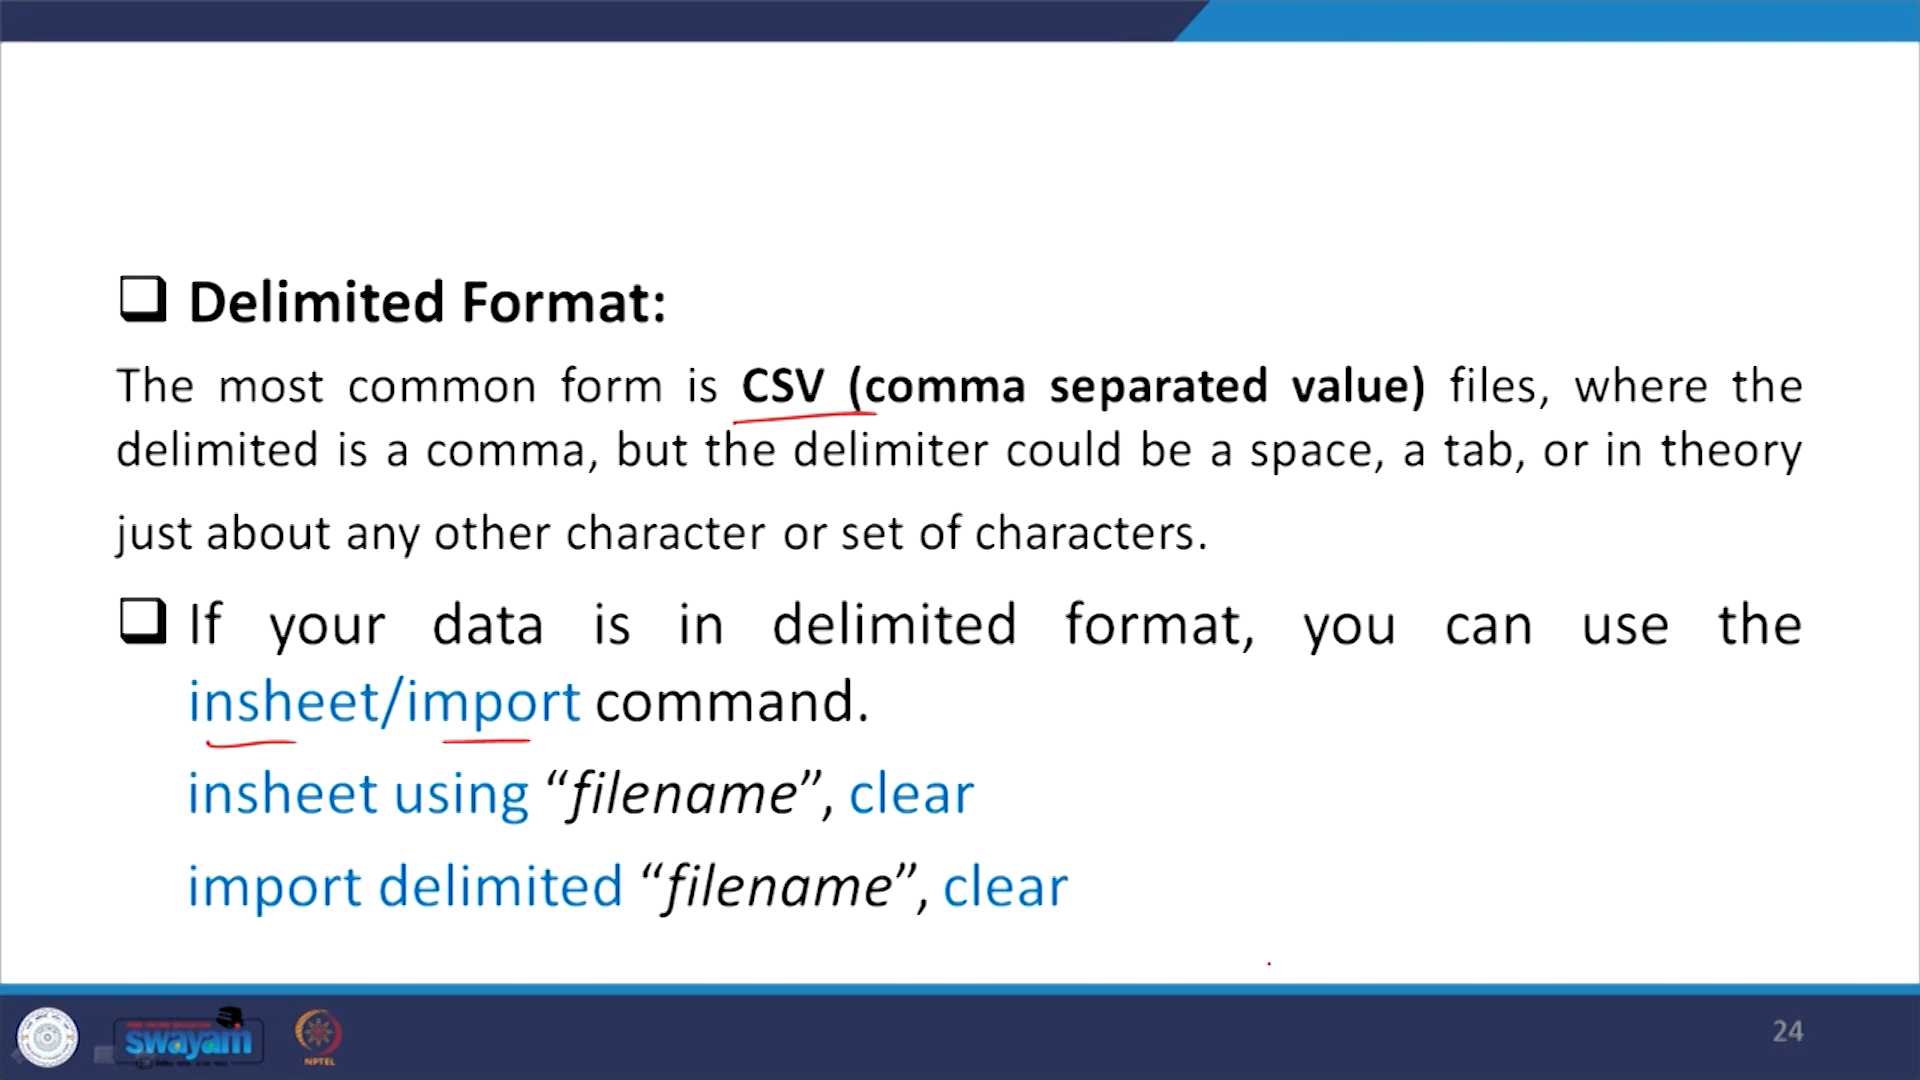 Delimited Format:
The most common form is CSV (comma separated value) files, where the
delimited is a comma, but the delimiter could be a space, a tab, or in theory
just about any other character or set of characters.
If your data is in delimited format, you can use the
insheet/import command.
insheet using “filename”, clear
import delimited “filename”, clear
swayam
NPTEL
24